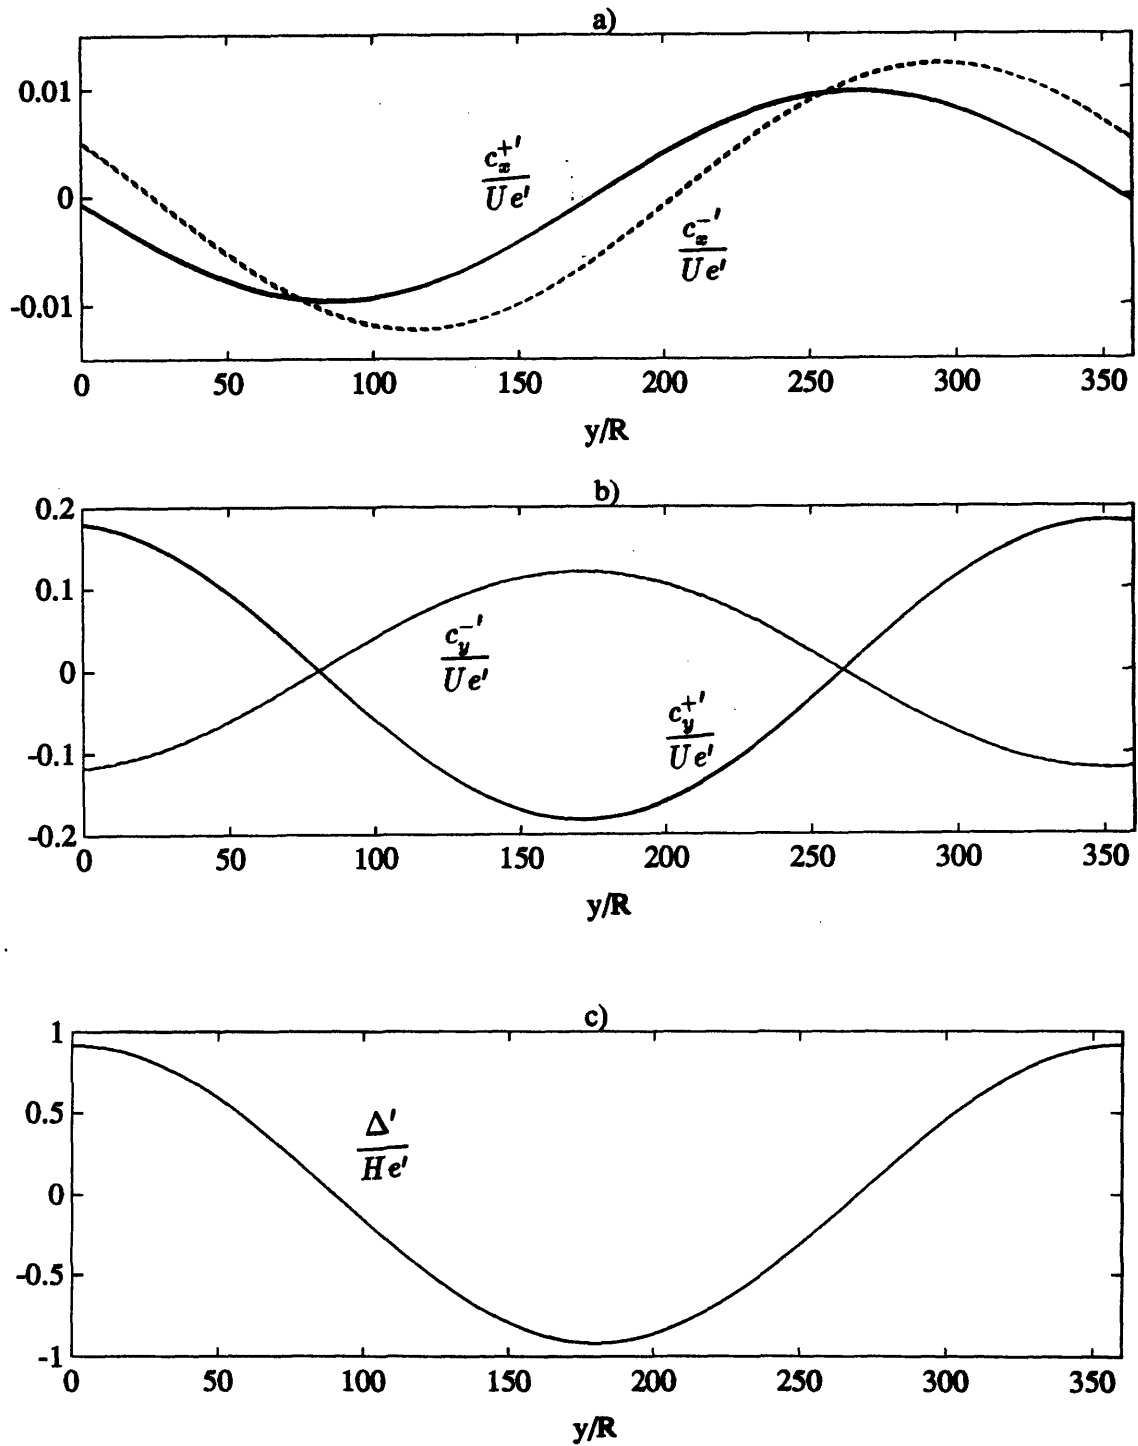 a)
0.01
0
-0.01
c_x^+' / Ue'
c_x^-' / Ue'
0 50 100 150 200 250 300 350
y/R
b)
0.2
0.1
0
-0.1
-0.2
c_y^-' / Ue'
c_y^+' / Ue'
0 50 100 150 200 250 300 350
y/R
c)
1
0.5
0
-0.5
-1
Δ' / He'
0 50 100 150 200 250 300 350
y/R